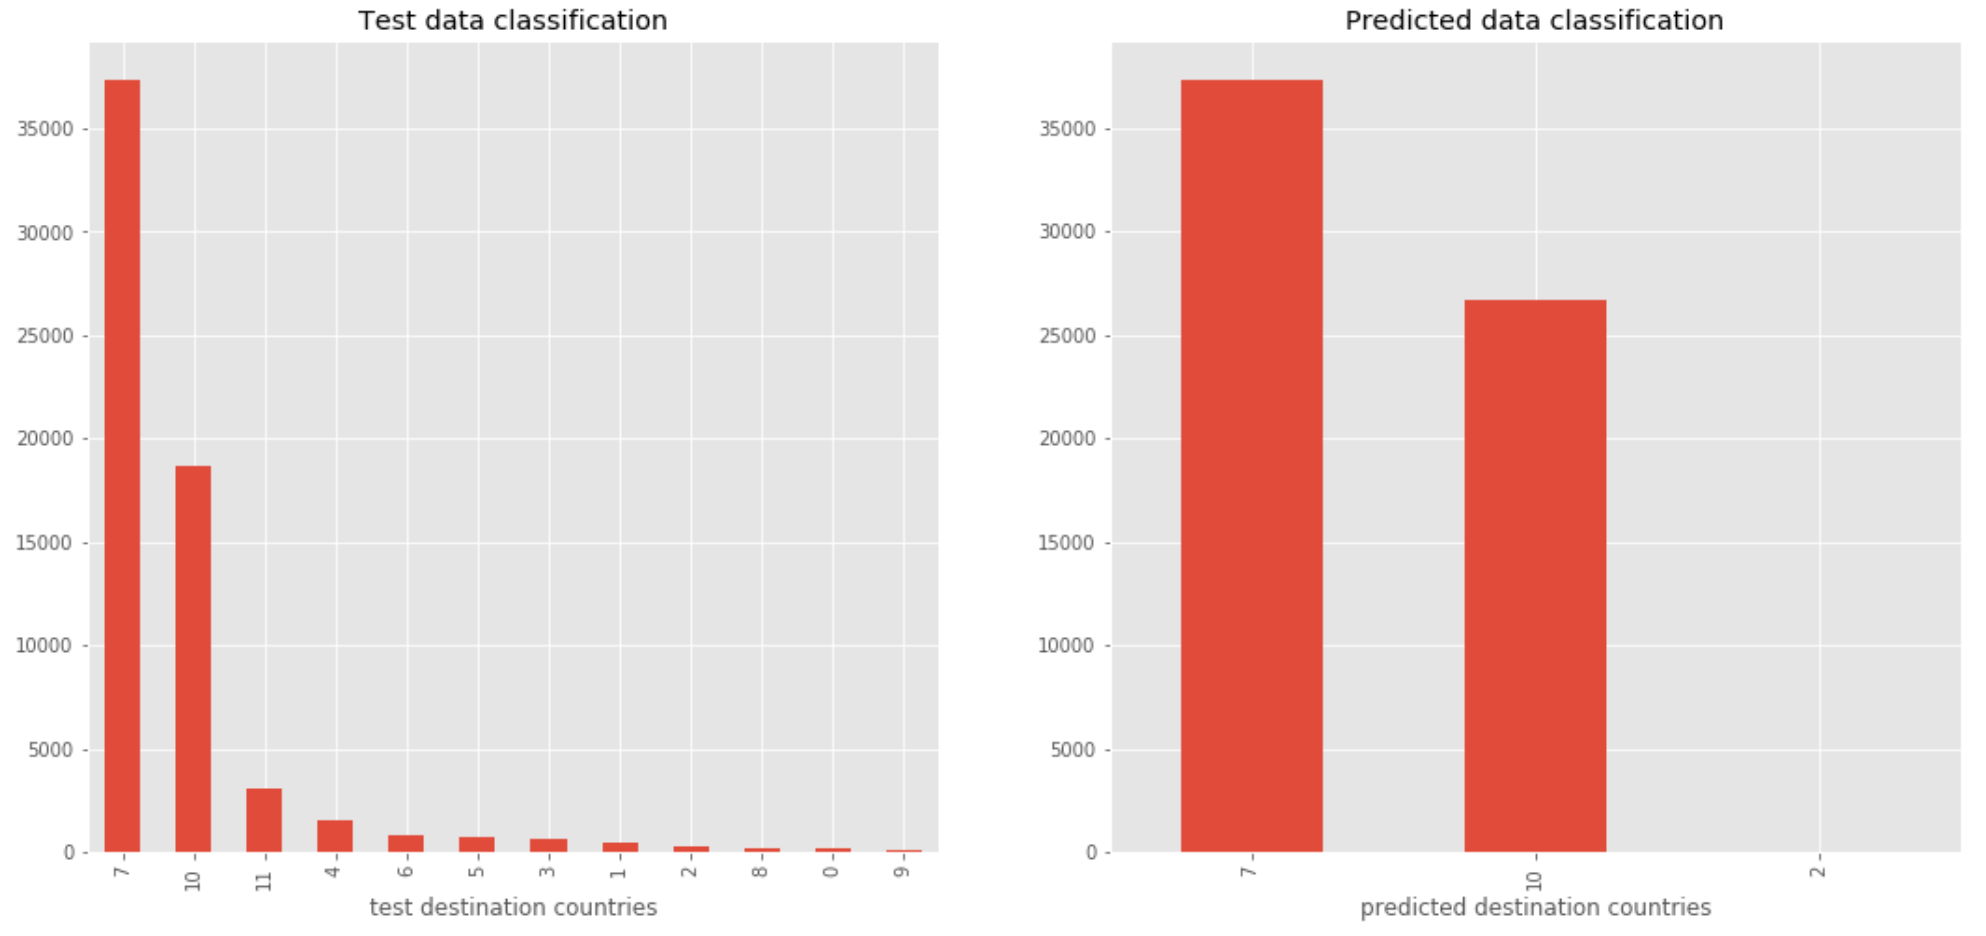 Test data classification
35000
30000
25000
20000
15000
10000
5000
0
7 10 11 4 6 5 3 1 2 8 0 9
test destination countries
Predicted data classification
35000
30000
25000
20000
15000
10000
5000
0
7 10 2
predicted destination countries